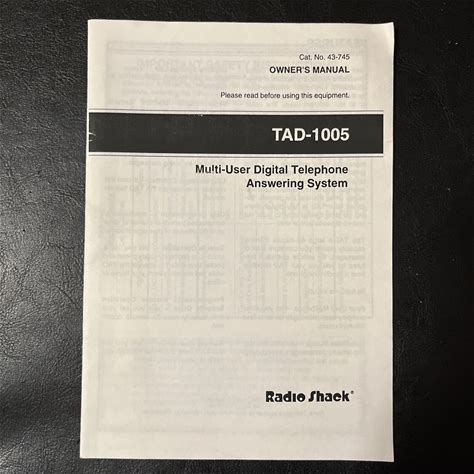 Cat. No. 43-745
OWNER'S MANUAL
Please read before using this equipment.
TAD-1005
Multi-User Digital Telephone
Answering System
Radio Shack®